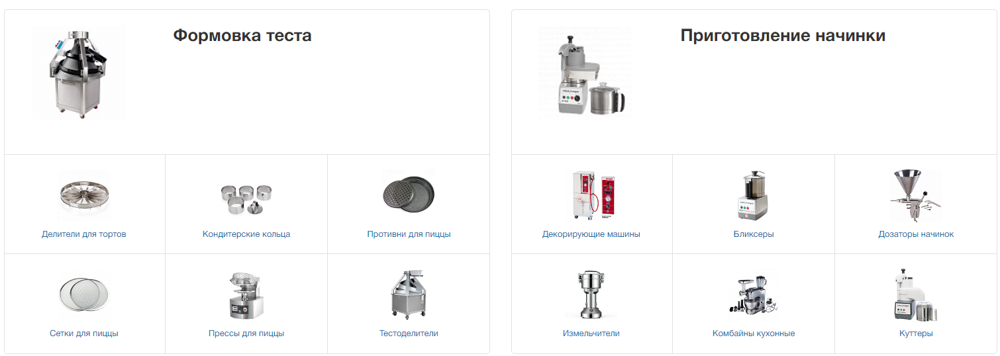 Формовка теста
Делители для тортов
Кондитерские кольца
Противни для пиццы
Сетки для пиццы
Прессы для пиццы
Тестоделители
Приготовление начинки
Декорирующие машины
Бликсеры
Дозаторы начинок
Измельчители
Комбайны кухонные
Куттеры